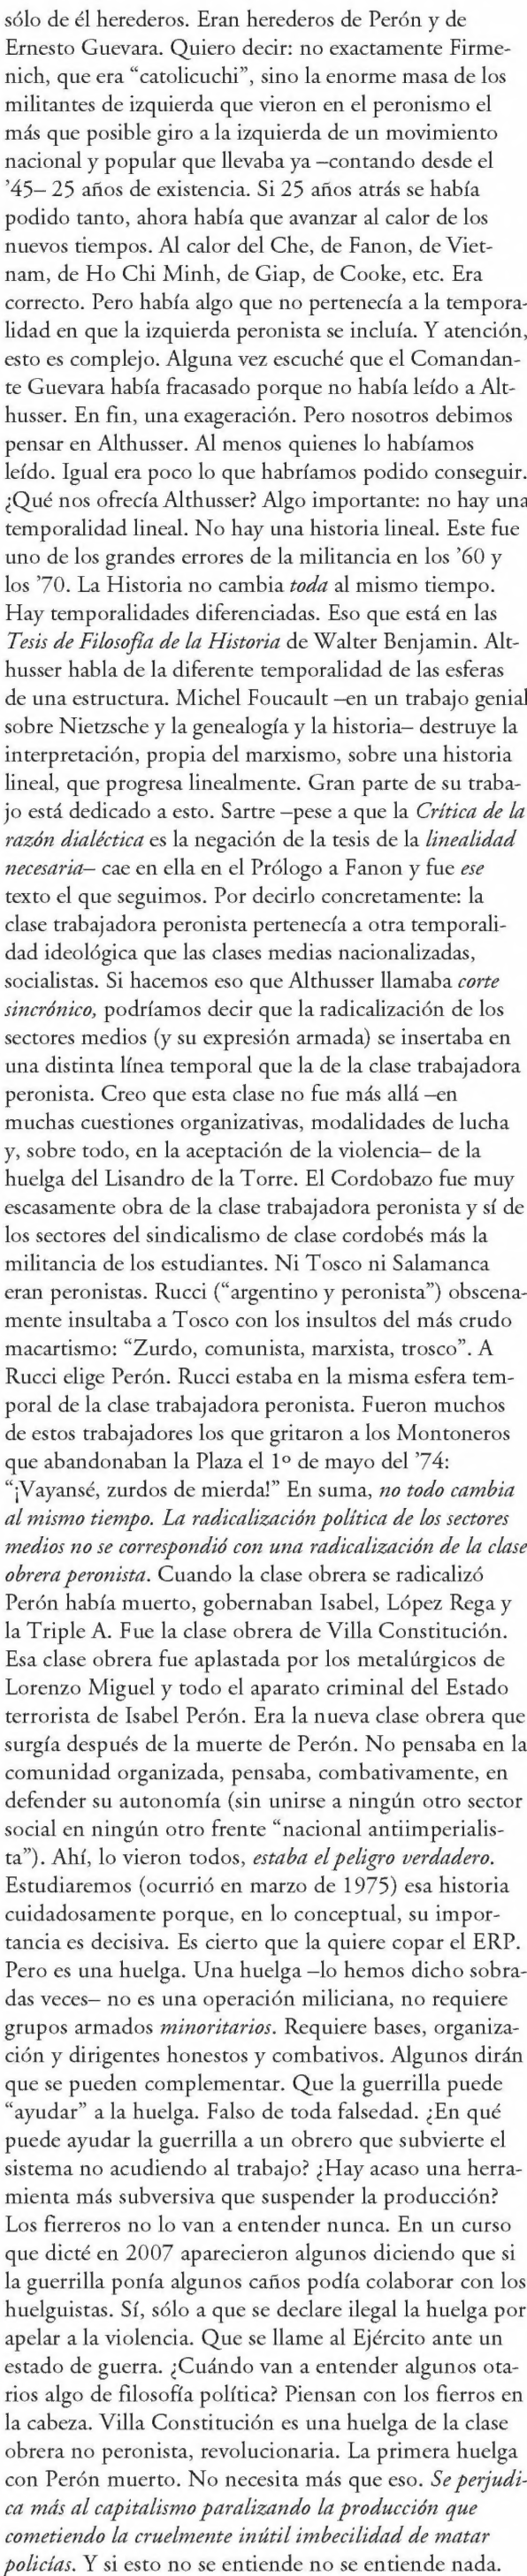 sólo de él herederos. Eran herederos de Perón y de
Ernesto Guevara. Quiero decir: no exactamente Firme-
nich, que era “catolicuchi”, sino la enorme masa de los
militantes de izquierda que vieron en el peronismo el
más que posible giro a la izquierda de un movimiento
nacional y popular que llevaba ya –contando desde el
’45– 25 años de existencia. Si 25 años atrás se había
podido tanto, ahora había que avanzar al calor de los
nuevos tiempos. Al calor del Che, de Fanon, de Viet-
nam, de Ho Chi Minh, de Giap, de Cooke, etc. Era
correcto. Pero había algo que no pertenecía a la tempora-
lidad en que la izquierda peronista se incluía. Y atención,
esto es complejo. Alguna vez escuché que el Comandan-
te Guevara había fracasado porque no había leído a Alt-
husser. En fin, una exageración. Pero nosotros debimos
pensar en Althusser. Al menos quienes lo habíamos
leído. Igual era poco lo que habríamos podido conseguir.
¿Qué nos ofrecía Althusser? Algo importante: no hay una
temporalidad lineal. No hay una historia lineal. Este fue
uno de los grandes errores de la militancia en los ’60 y
los ’70. La Historia no cambia toda al mismo tiempo.
Hay temporalidades diferenciadas. Eso que está en las
Tesis de Filosofía de la Historia de Walter Benjamin. Alt-
husser habla de la diferente temporalidad de las esferas
de una estructura. Michel Foucault –en un trabajo genial
sobre Nietzsche y la genealogía y la historia– destruye la
interpretación, propia del marxismo, sobre una historia
lineal, que progresa linealmente. Gran parte de su traba-
jo está dedicado a esto. Sartre –pese a que la Crítica de la
razón dialéctica es la negación de la tesis de la linealidad
necesaria– cae en ella en el Prólogo a Fanon y fue ese
texto el que seguimos. Por decirlo concretamente: la
clase trabajadora peronista pertenecía a otra temporali-
dad ideológica que las clases medias nacionalizadas,
socialistas. Si hacemos eso que Althusser llamaba corte
sincrónico, podríamos decir que la radicalización de los
sectores medios (y su expresión armada) se insertaba en
una distinta línea temporal que la de la clase trabajadora
peronista. Creo que esta clase no fue más allá –en
muchas cuestiones organizativas, modalidades de lucha
y, sobre todo, en la aceptación de la violencia– de la
huelga del Lisandro de la Torre. El Cordobazo fue muy
escasamente obra de la clase trabajadora peronista y sí de
los sectores del sindicalismo de clase cordobés más la
militancia de los estudiantes. Ni Tosco ni Salamanca
eran peronistas. Rucci (“argentino y peronista”) obscena-
mente insultaba a Tosco con los insultos del más crudo
macartismo: “Zurdo, comunista, marxista, trosco”. A
Rucci elige Perón. Rucci estaba en la misma esfera tem-
poral de la clase trabajadora peronista. Fueron muchos
de estos trabajadores los que gritaron a los Montoneros
que abandonaban la Plaza el 1º de mayo del ’74:
“¡Vayansé, zurdos de mierda!” En suma, no todo cambia
al mismo tiempo. La radicalización política de los sectores
medios no se correspondió con una radicalización de la clase
obrera peronista. Cuando la clase obrera se radicalizó
Perón había muerto, gobernaban Isabel, López Rega y
la Triple A. Fue la clase obrera de Villa Constitución.
Esa clase obrera fue aplastada por los metalúrgicos de
Lorenzo Miguel y todo el aparato criminal del Estado
terrorista de Isabel Perón. Era la nueva clase obrera que
surgía después de la muerte de Perón. No pensaba en la
comunidad organizada, pensaba, combativamente, en
defender su autonomía (sin unirse a ningún otro sector
social en ningún otro frente “nacional antiimperialis-
ta”). Ahí, lo vieron todos, estaba el peligro verdadero.
Estudiaremos (ocurrió en marzo de 1975) esa historia
cuidadosamente porque, en lo conceptual, su impor-
tancia es decisiva. Es cierto que la quiere copar el ERP.
Pero es una huelga. Una huelga –lo hemos dicho sobra-
das veces– no es una operación miliciana, no requiere
grupos armados minoritarios. Requiere bases, organiza-
ción y dirigentes honestos y combativos. Algunos dirán
que se pueden complementar. Que la guerrilla puede
“ayudar” a la huelga. Falso de toda falsedad. ¿En qué
puede ayudar la guerrilla a un obrero que subvierte el
sistema no acudiendo al trabajo? ¿Hay acaso una herra-
mienta más subversiva que suspender la producción?
Los fierreros no lo van a entender nunca. En un curso
que dicté en 2007 aparecieron algunos diciendo que si
la guerrilla ponía algunos caños podía colaborar con los
huelguistas. Sí, sólo a que se declare ilegal la huelga por
apelar a la violencia. Que se llame al Ejército ante un
estado de guerra. ¿Cuándo van a entender algunos ota-
rios algo de filosofía política? Piensan con los fierros en
la cabeza. Villa Constitución es una huelga de la clase
obrera no peronista, revolucionaria. La primera huelga
con Perón muerto. No necesita más que eso. Se perjudi-
ca más al capitalismo paralizando la producción que
cometiendo la cruelmente inútil imbecilidad de matar
policías. Y si esto no se entiende no se entiende nada.